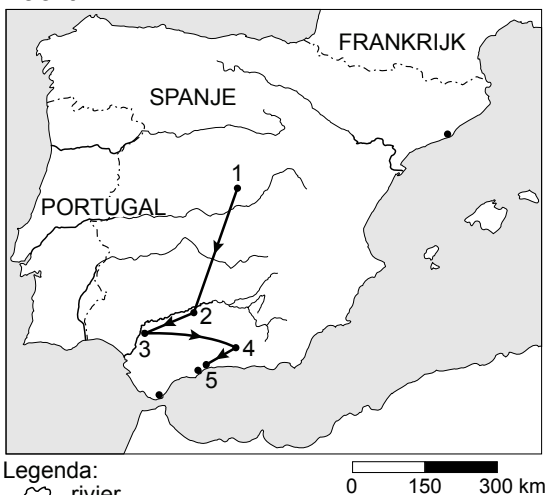 FRANKRIJK
SPANJE
1
PORTUGAL
2
3
4
5
Legenda:
rivier
0 150 300 km